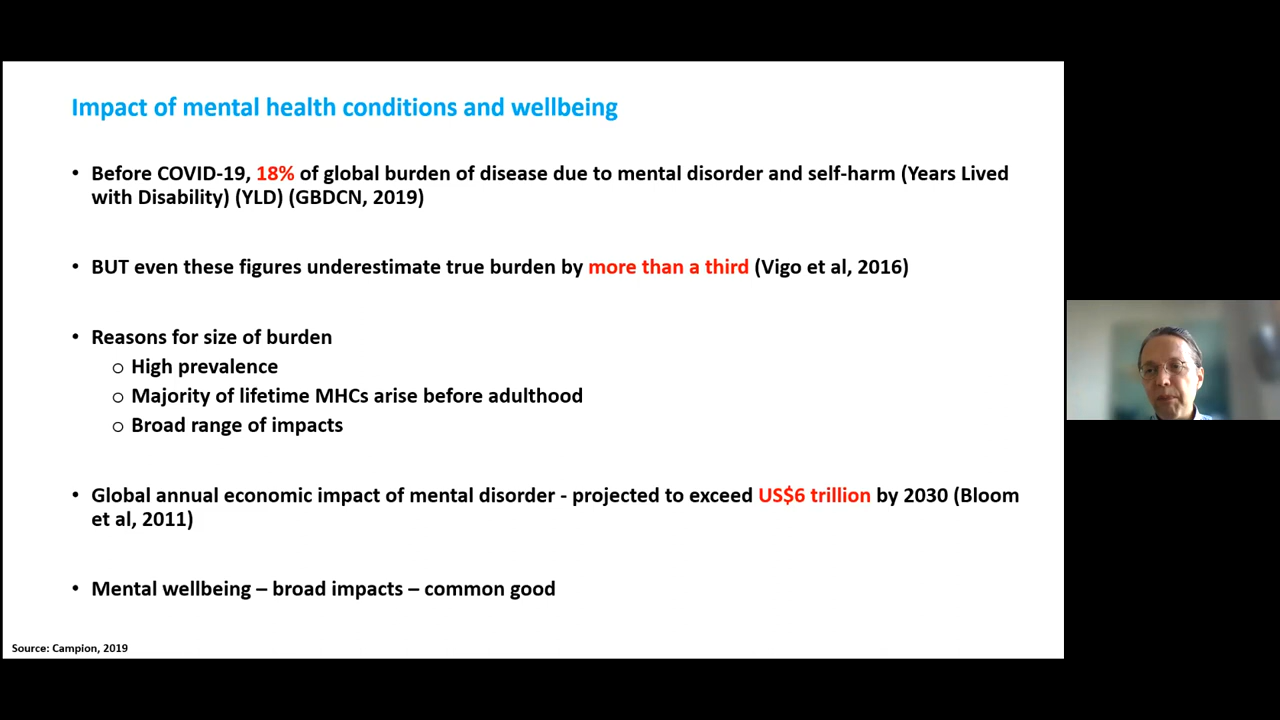 Impact of mental health conditions and wellbeing
• Before COVID-19, 18% of global burden of disease due to mental disorder and self-harm (Years Lived
with Disability) (YLD) (GBDCN, 2019)
• BUT even these figures underestimate true burden by more than a third (Vigo et al, 2016)
• Reasons for size of burden
o High prevalence
o Majority of lifetime MHCs arise before adulthood
o Broad range of impacts
• Global annual economic impact of mental disorder - projected to exceed US$6 trillion by 2030 (Bloom
et al, 2011)
• Mental wellbeing – broad impacts – common good
Source: Campion, 2019